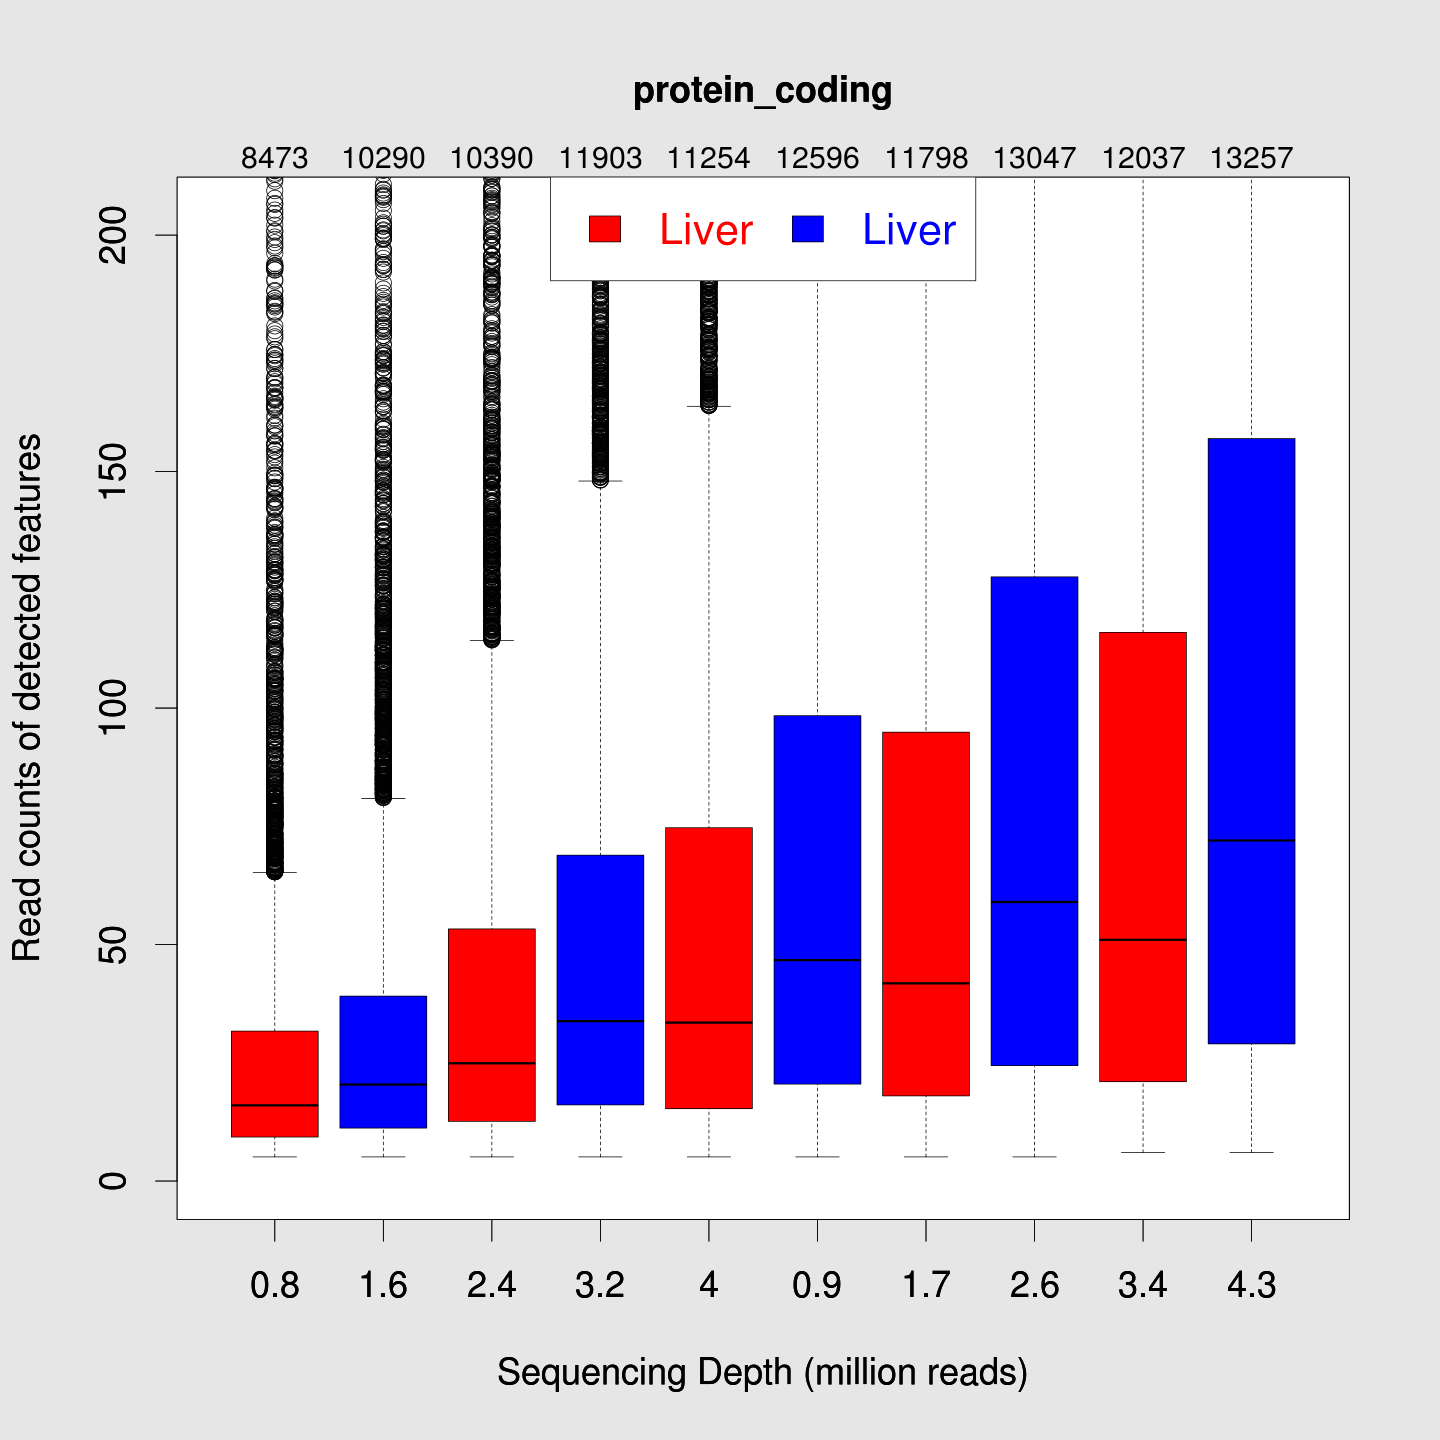 protein_coding
8473 10290 10390 11903 11254 12596 11798 13047 12037 13257
Liver Liver
200
150
100
50
0
Read counts of detected features
0.8 1.6 2.4 3.2 4 0.9 1.7 2.6 3.4 4.3
Sequencing Depth (million reads)